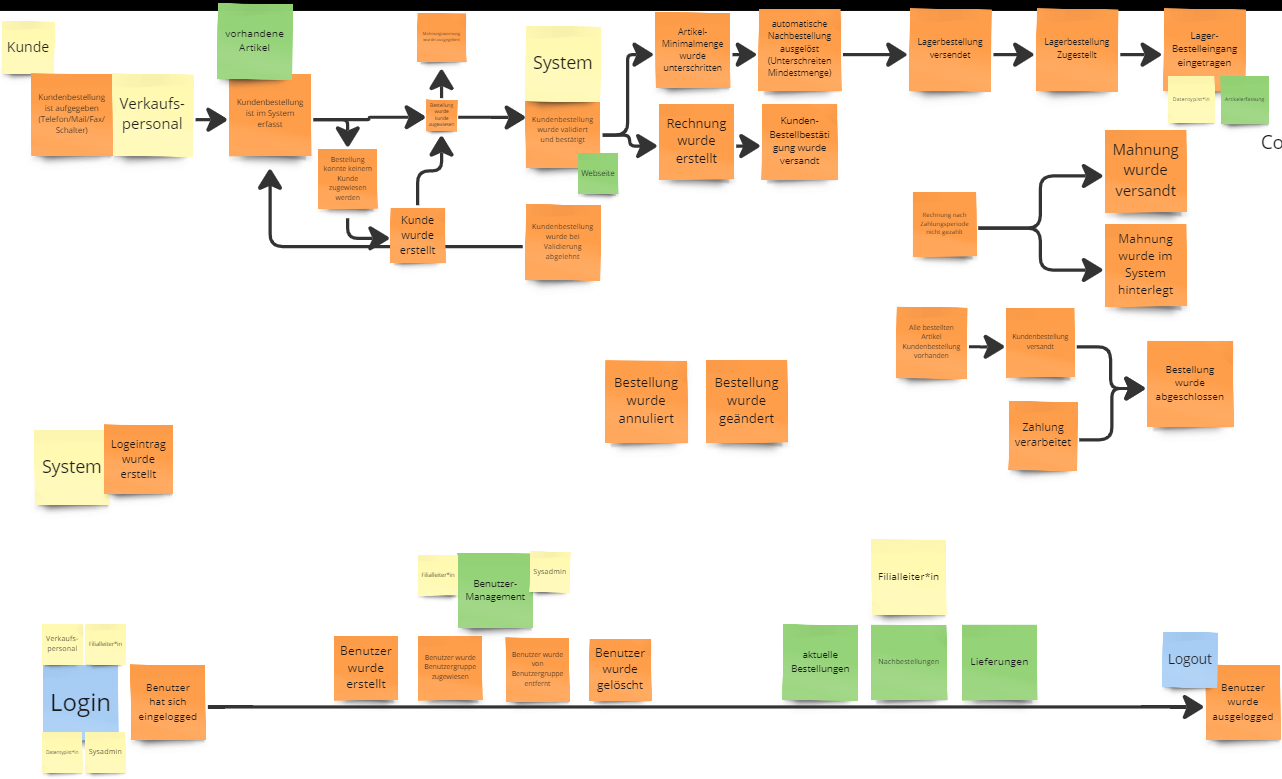 Kunde
Kundenbestellung
ist aufgegeben
(Telefon/Mail/Fax/
Schalter)
Verkaufs-
personal
vorhandene
Artikel
Kundenbestellung
ist im System
erfasst
Bestellung
konnte keinem
Kunde
zugewiesen
werden
wurde ausgegeben
Bestellung
wurde
Kunde
zugewiesen
Kunde
wurde
erstellt
System
Kundenbestellung
wurde validiert
und bestätigt
Webseite
Kundenbestellung
wurde bei
Validierung
abgelehnt
Artikel-
Minimalmenge
wurde
unterschritten
automatische
Nachbestellung
ausgelöst
(Unterschreiten
Mindestmenge)
Rechnung
wurde
erstellt
Kunden-
Bestellbestäti
gung wurde
versandt
Lagerbestellung
versendet
Lagerbestellung
Zugestellt
Lager-
Bestelleingang
eingetragen
Datentypist*in
Artikelerfassung
Co
Rechnung nach
Zahlungsperiode
nicht gezahlt
Mahnung
wurde
versandt
Mahnung
wurde im
System
hinterlegt
Alle bestellten
Artikel
Kundenbestellung
vorhanden
Kundenbestellung
versandt
Zahlung
verarbeitet
Bestellung
wurde
abgeschlossen
Bestellung
wurde
annuliert
Bestellung
wurde
geändert
System
Logeintrag
wurde
erstellt
Verkaufs-
personal
Filialleiter*in
Login
Datentypist*in
Sysadmin
Benutzer
hat sich
eingelogged
Filialleiter*in
Benutzer-
Management
Sysadmin
Benutzer
wurde
erstellt
Benutzer wurde
Benutzergruppe
zugewiesen
Benutzer wurde
von
Benutzergruppe
entfernt
Benutzer
wurde
gelöscht
Filialleiter*in
aktuelle
Bestellungen
Nachbestellungen
Lieferungen
Logout
Benutzer
wurde
ausgelogged